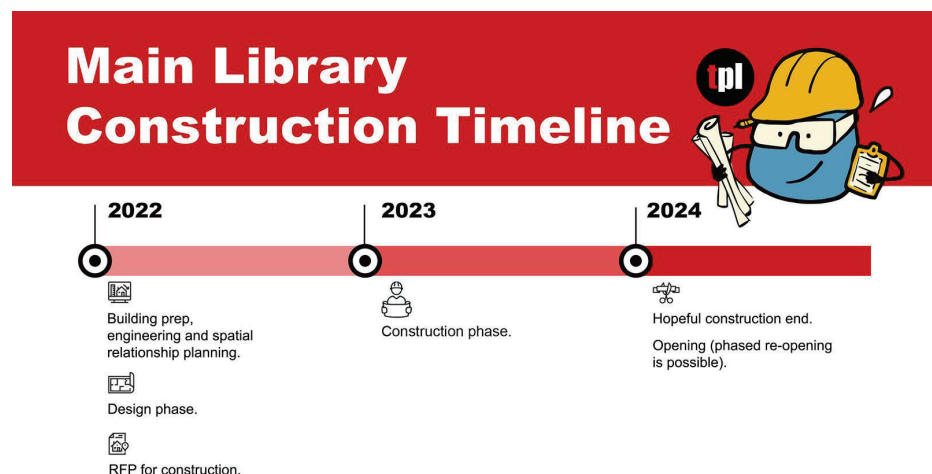 Main Library
Construction Timeline
tpl
2022
2023
2024
Building prep,
engineering and spatial
relationship planning.
Design phase.
RFP for construction.
Construction phase.
Hopeful construction end.
Opening (phased re-opening
is possible).